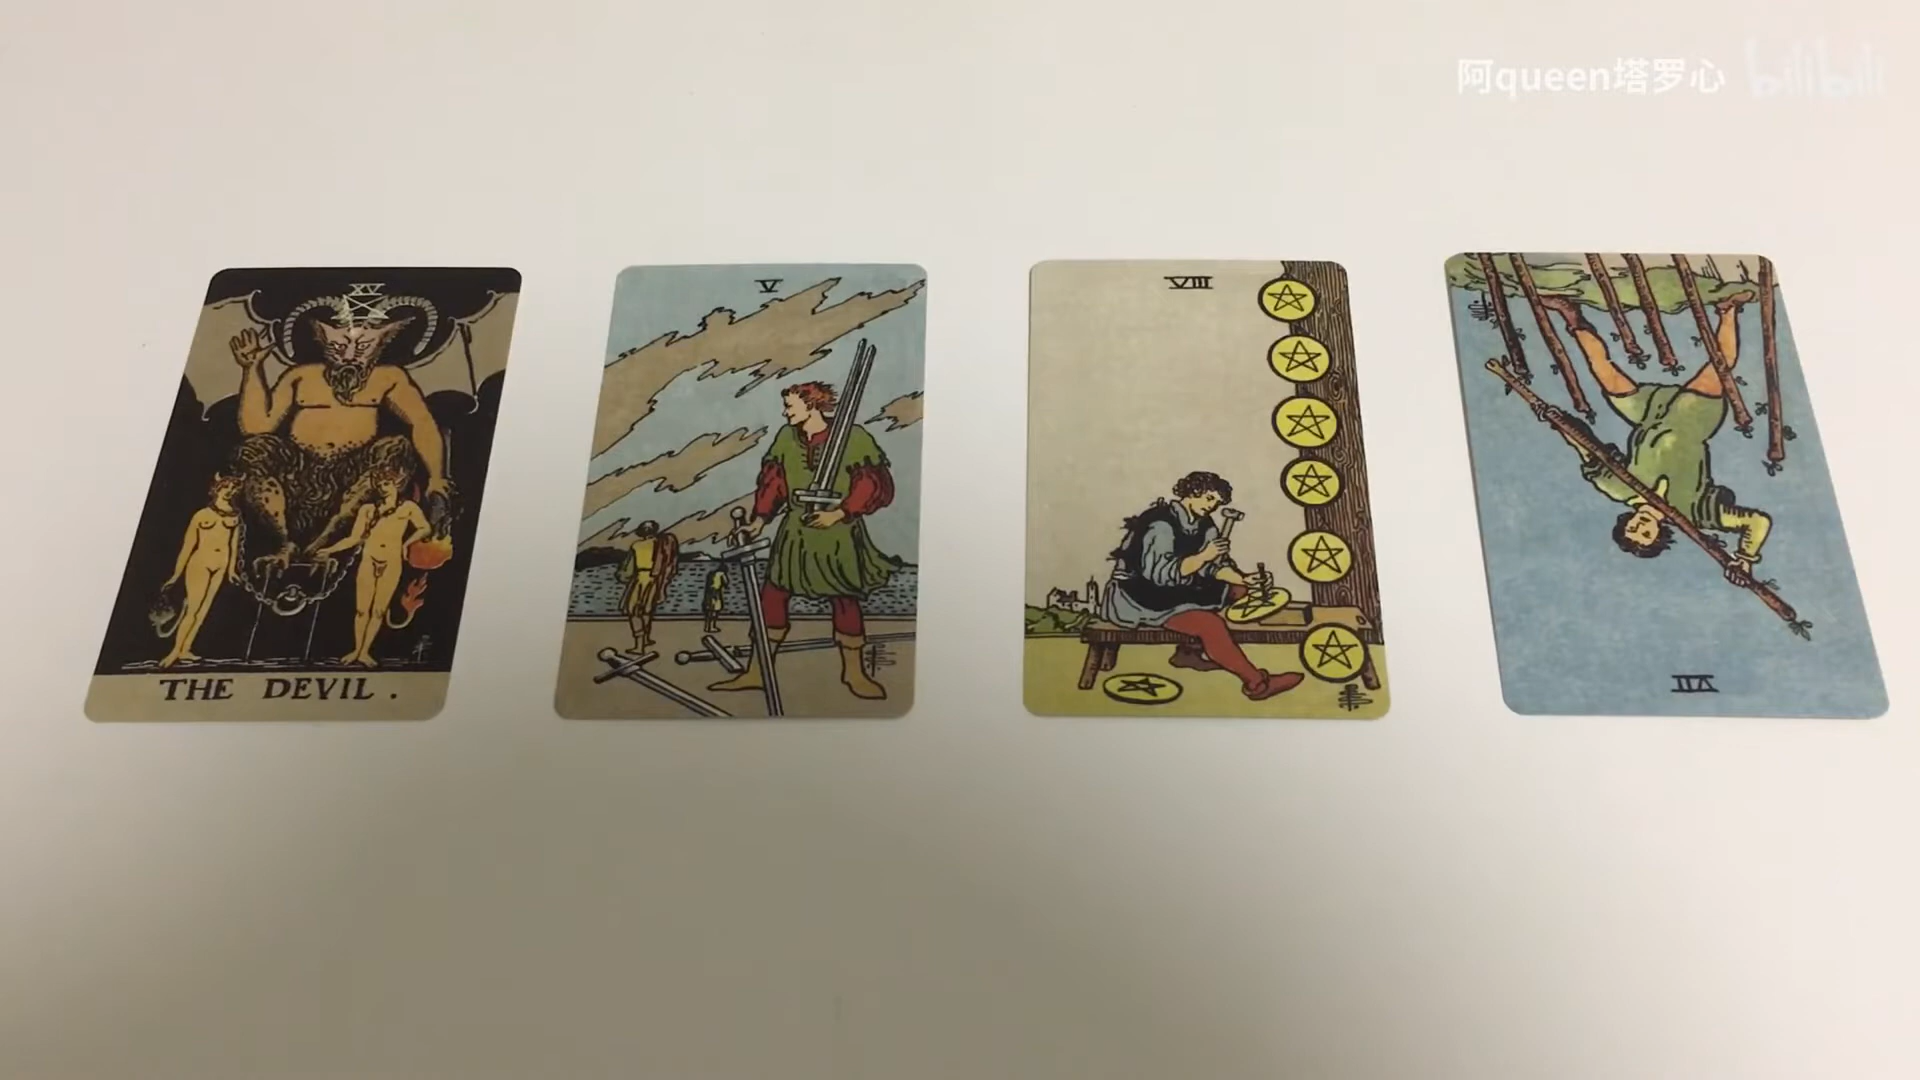 阿queen塔罗心 bilibili
XV
THE DEVIL.
V
VIII
VII